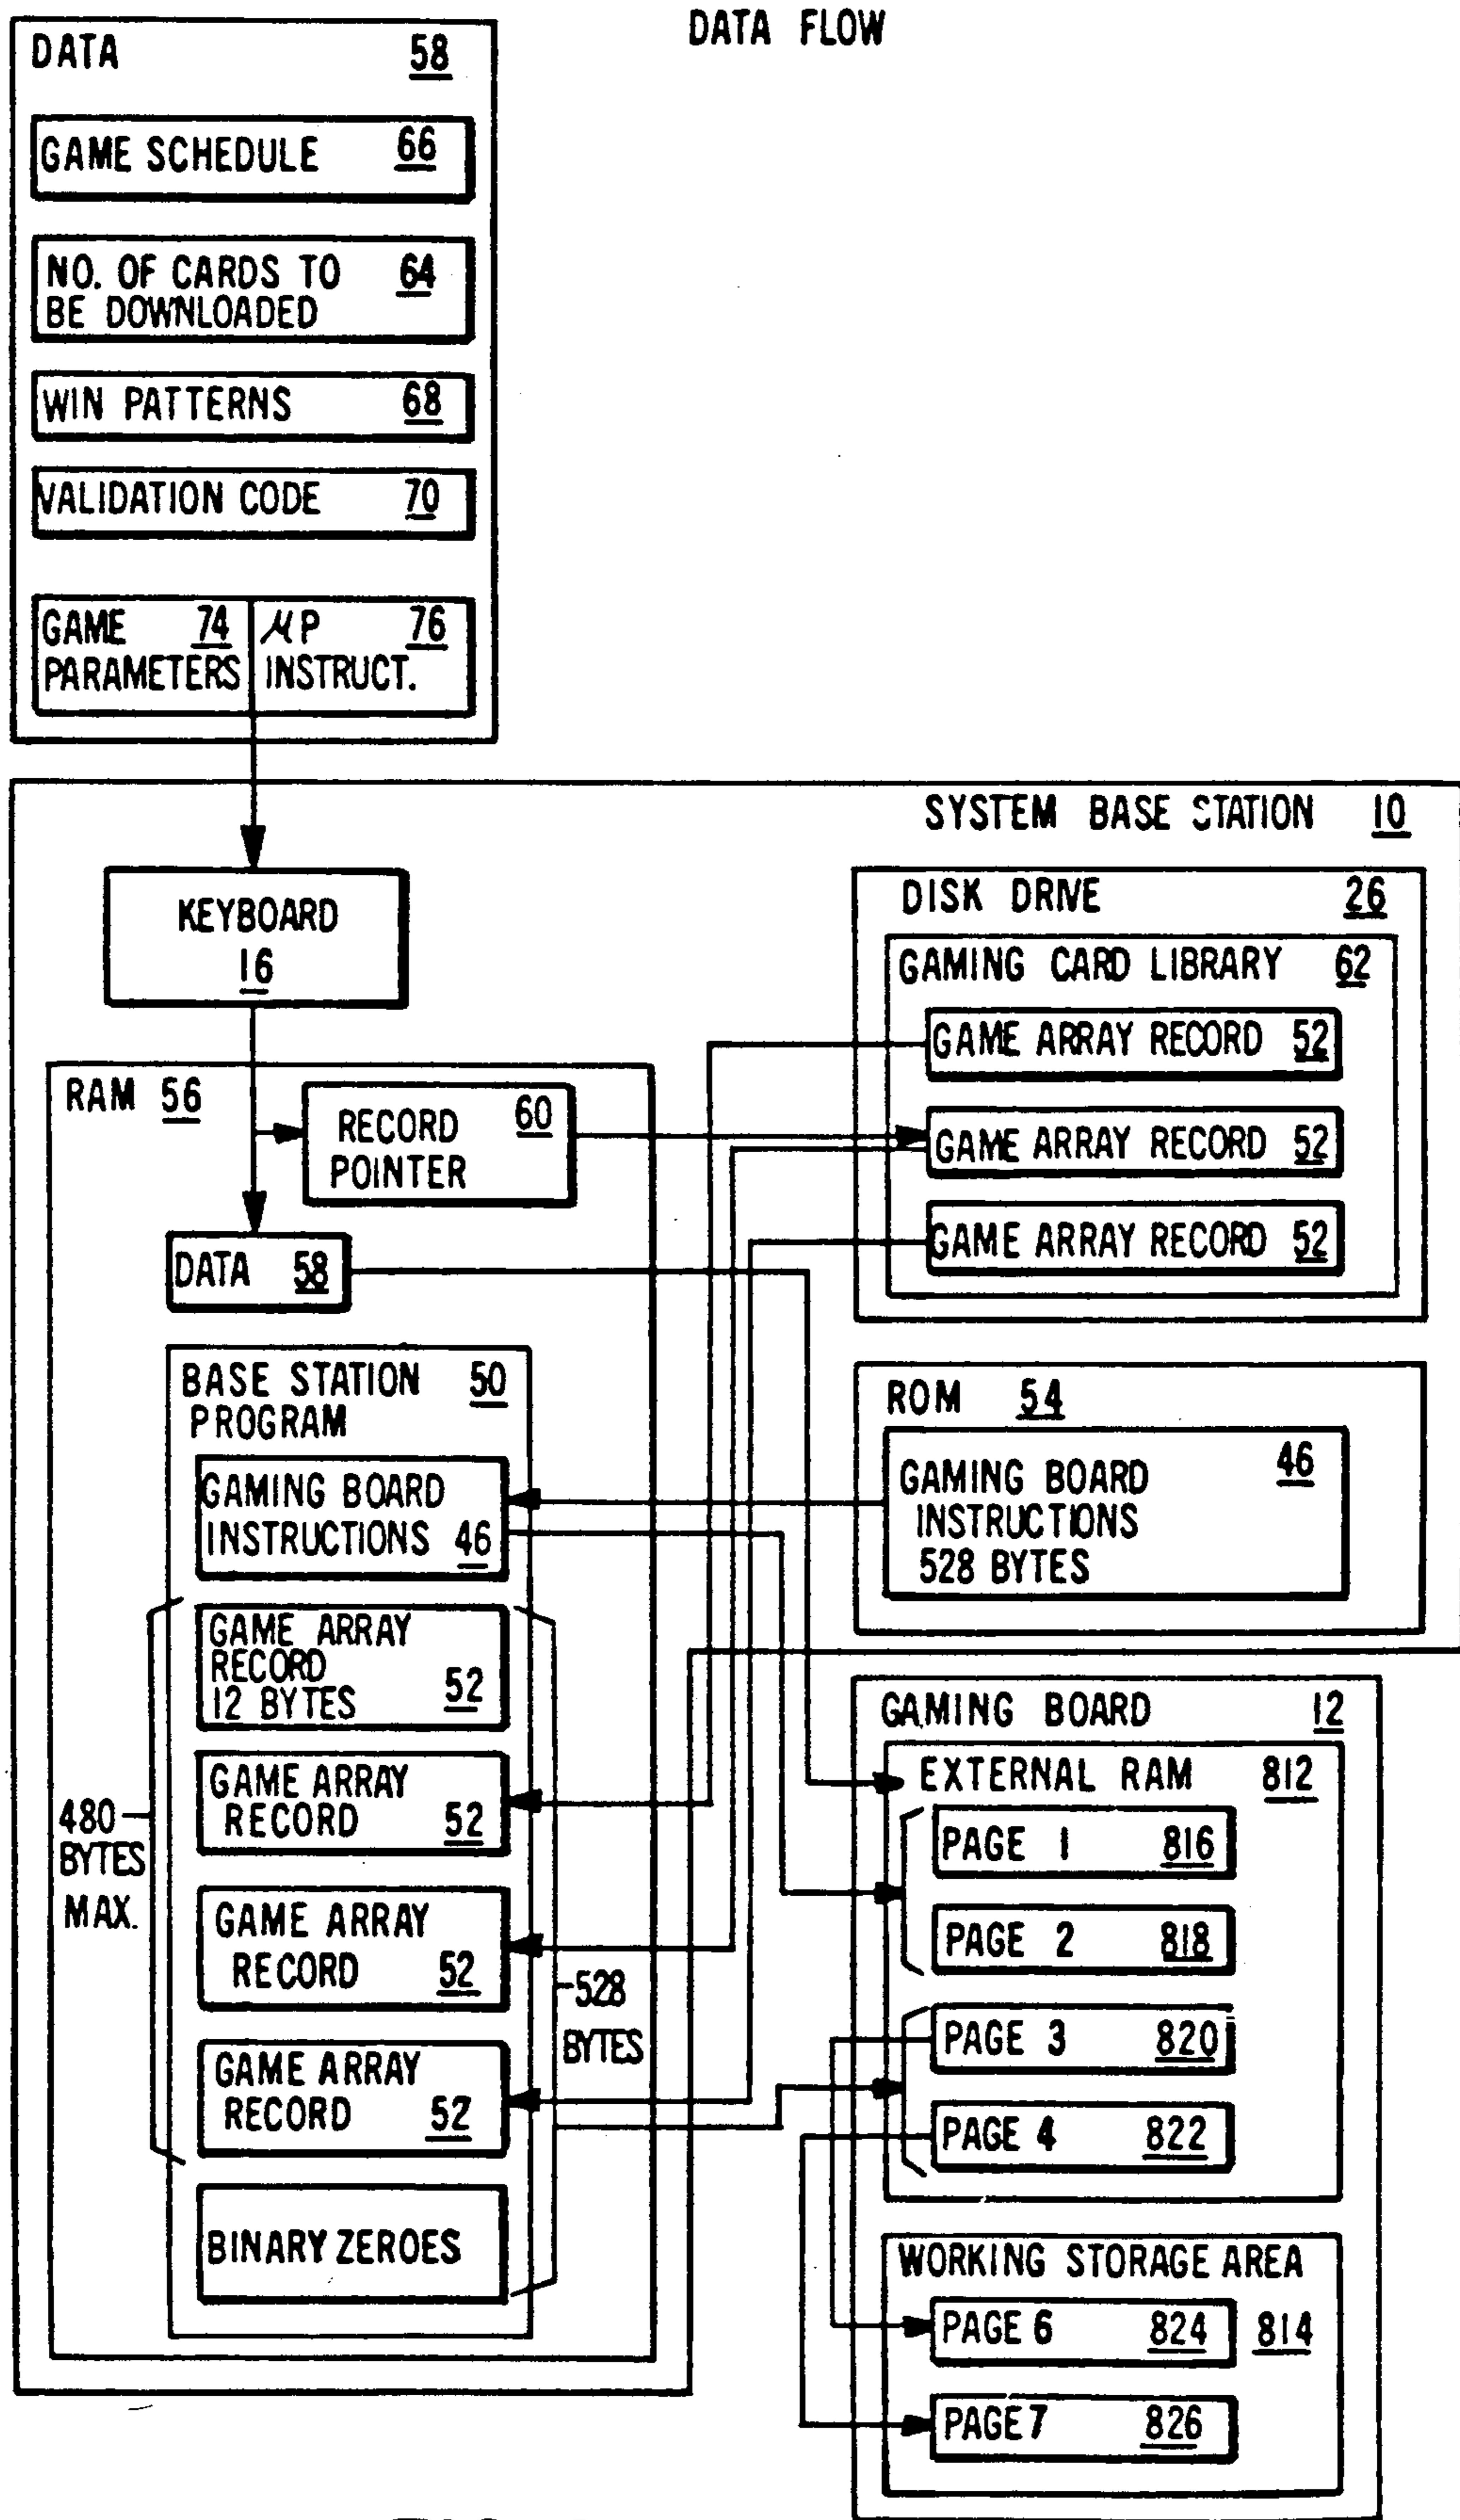 DATA FLOW
DATA 58
GAME SCHEDULE 66
NO. OF CARDS TO 64
BE DOWNLOADED
WIN PATTERNS 68
VALIDATION CODE 70
GAME 74
PARAMETERS
μP 76
INSTRUCT.
SYSTEM BASE STATION 10
KEYBOARD
16
DISK DRIVE 26
GAMING CARD LIBRARY 62
GAME ARRAY RECORD 52
GAME ARRAY RECORD 52
GAME ARRAY RECORD 52
RAM 56
RECORD 60
POINTER
DATA 58
BASE STATION 50
PROGRAM
GAMING BOARD
INSTRUCTIONS 46
GAME ARRAY
RECORD
12 BYTES 52
GAME ARRAY
RECORD 52
GAME ARRAY
RECORD 52
GAME ARRAY
RECORD 52
BINARY ZEROES
480
BYTES
MAX.
528
BYTES
ROM 54
GAMING BOARD 46
INSTRUCTIONS
528 BYTES
GAMING BOARD 12
EXTERNAL RAM 812
PAGE 1 816
PAGE 2 818
PAGE 3 820
PAGE 4 822
WORKING STORAGE AREA
PAGE 6 824 814
PAGE 7 826